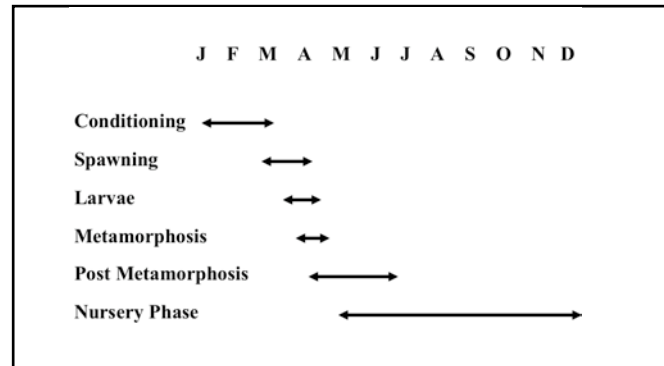 J F M A M J J A S O N D
Conditioning
Spawning
Larvae
Metamorphosis
Post Metamorphosis
Nursery Phase